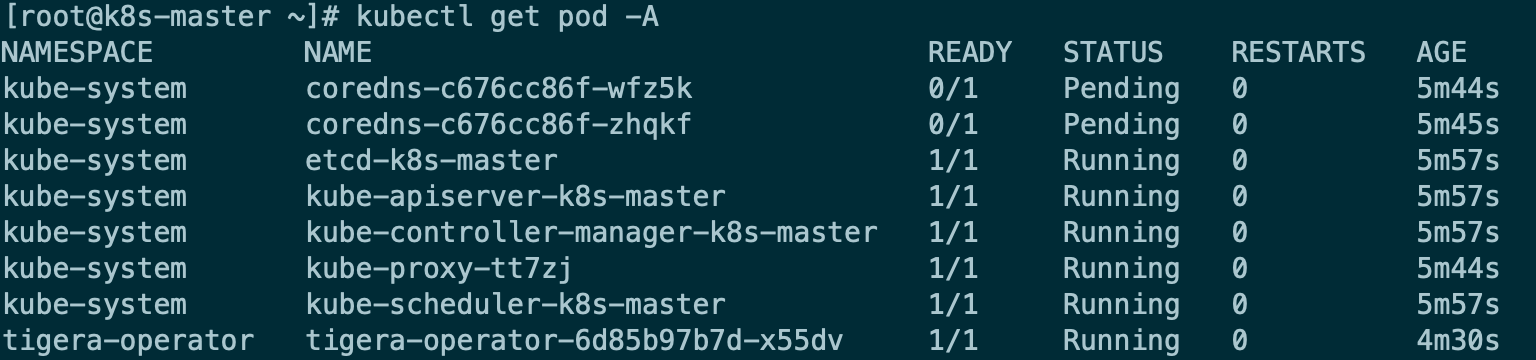 [root@k8s-master ~]# kubectl get pod -A
NAMESPACE NAME READY STATUS RESTARTS AGE
kube-system coredns-c676cc86f-wfz5k 0/1 Pending 0 5m44s
kube-system coredns-c676cc86f-zhqkf 0/1 Pending 0 5m45s
kube-system etcd-k8s-master 1/1 Running 0 5m57s
kube-system kube-apiserver-k8s-master 1/1 Running 0 5m57s
kube-system kube-controller-manager-k8s-master 1/1 Running 0 5m57s
kube-system kube-proxy-tt7zj 1/1 Running 0 5m44s
kube-system kube-scheduler-k8s-master 1/1 Running 0 5m57s
tigera-operator tigera-operator-6d85b97b7d-x55dv 1/1 Running 0 4m30s